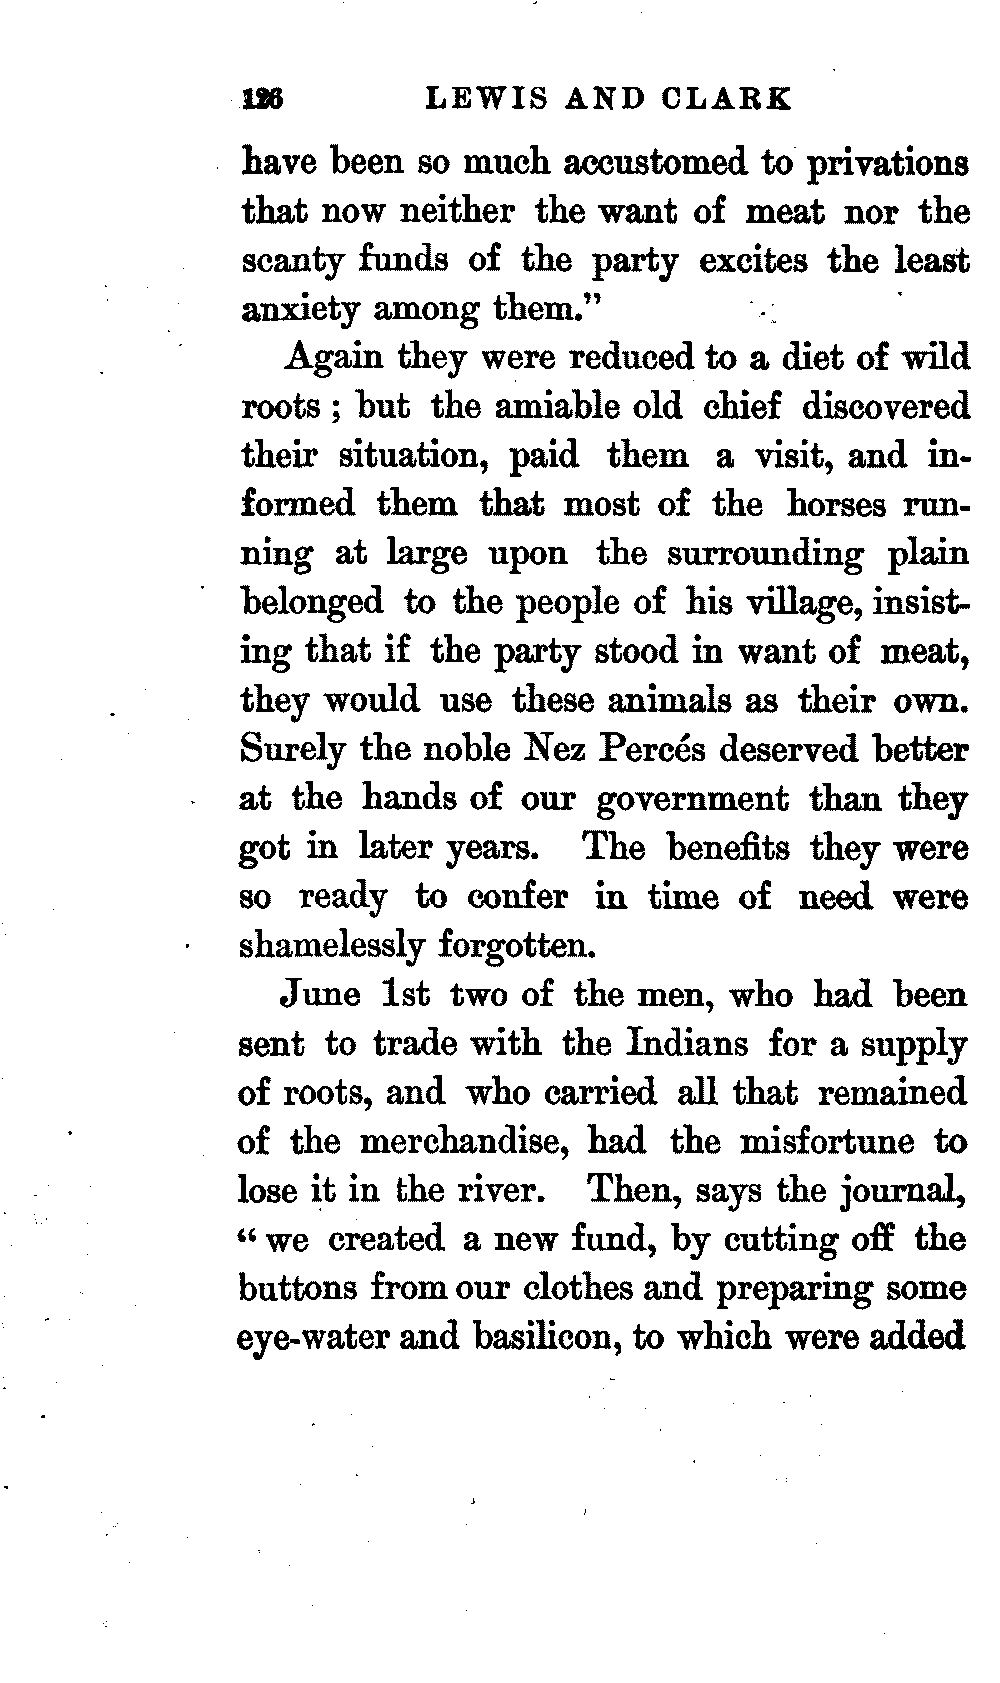 126 LEWIS AND CLARK
have been so much accustomed to privations
that now neither the want of meat nor the
scanty funds of the party excites the least
anxiety among them."
Again they were reduced to a diet of wild
roots ; but the amiable old chief discovered
their situation, paid them a visit, and in-
formed them that most of the horses run-
ning at large upon the surrounding plain
belonged to the people of his village, insist-
ing that if the party stood in want of meat,
they would use these animals as their own.
Surely the noble Nez Percés deserved better
at the hands of our government than they
got in later years. The benefits they were
so ready to confer in time of need were
shamelessly forgotten.
June 1st two of the men, who had been
sent to trade with the Indians for a supply
of roots, and who carried all that remained
of the merchandise, had the misfortune to
lose it in the river. Then, says the journal,
"we created a new fund, by cutting off the
buttons from our clothes and preparing some
eye-water and basilicon, to which were added